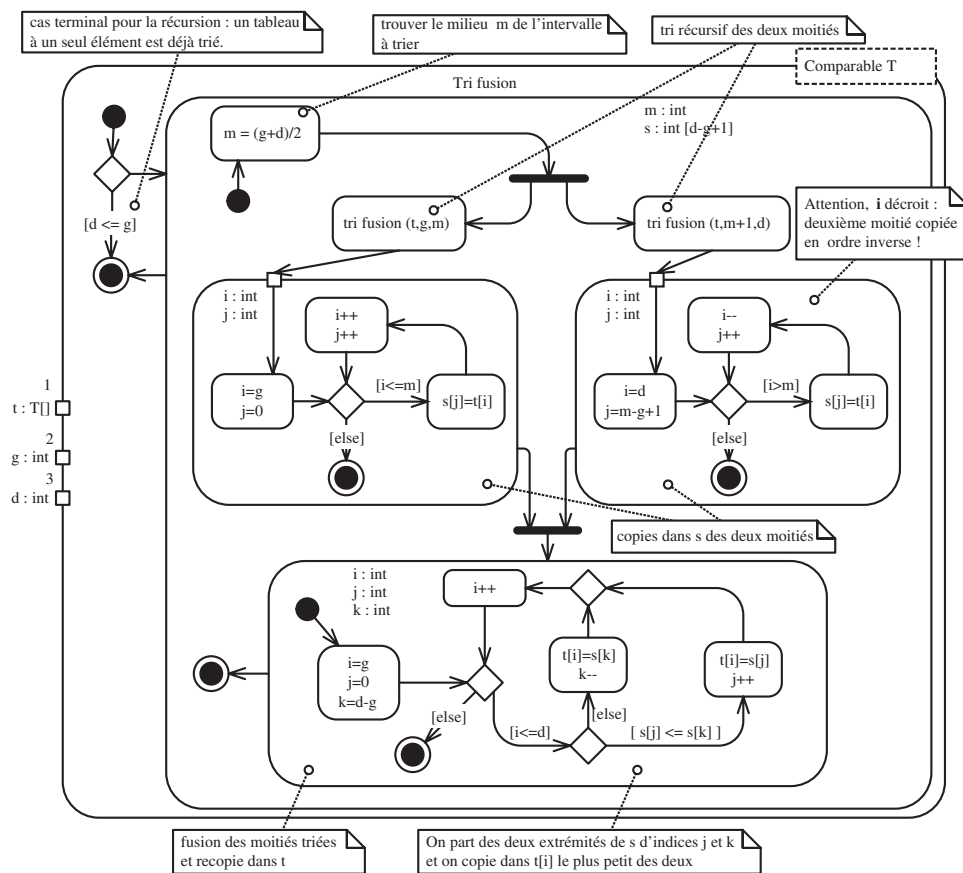 cas terminal pour la récursion : un tableau
à un seul élément est déjà trié.
trouver le milieu m de l'intervalle
à trier
tri récursif des deux moitiés
Comparable T
Tri fusion
m = (g+d)/2
m : int
s : int [d-g+1]
[d <= g]
tri fusion (t,g,m)
tri fusion (t,m+1,d)
Attention, i décroit :
deuxième moitié copiée
en ordre inverse !
i : int
j : int
i++
j++
i=g
j=0
[i<=m]
s[j]=t[i]
[else]
i : int
j : int
i--
j++
i=d
j=m-g+1
[i>m]
s[j]=t[i]
[else]
1
t : T[]
2
g : int
3
d : int
copies dans s des deux moitiés
i : int
j : int
k : int
i++
i=g
j=0
k=d-g
t[i]=s[k]
k--
t[i]=s[j]
j++
[else]
[i<=d]
[else]
[ s[j] <= s[k] ]
fusion des moitiés triées
et recopie dans t
On part des deux extrémités de s d'indices j et k
et on copie dans t[i] le plus petit des deux